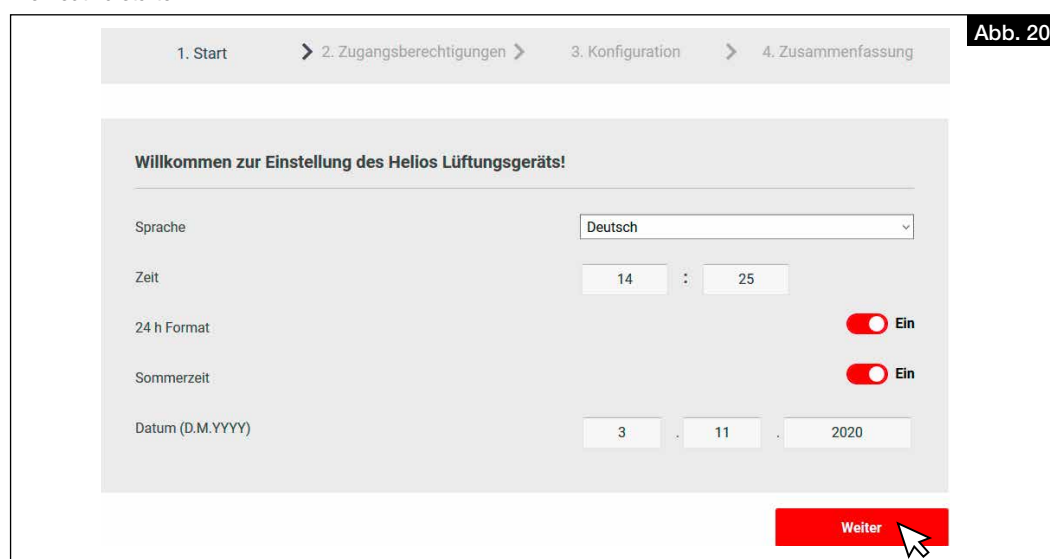 Abb. 20
1. Start > 2. Zugangsberechtigungen > 3. Konfiguration > 4. Zusammenfassung
Willkommen zur Einstellung des Helios Lüftungsgeräts!
Sprache Deutsch
Zeit 14 : 25
24 h Format Ein
Sommerzeit Ein
Datum (D.M.YYYY) 3 . 11 . 2020
Weiter